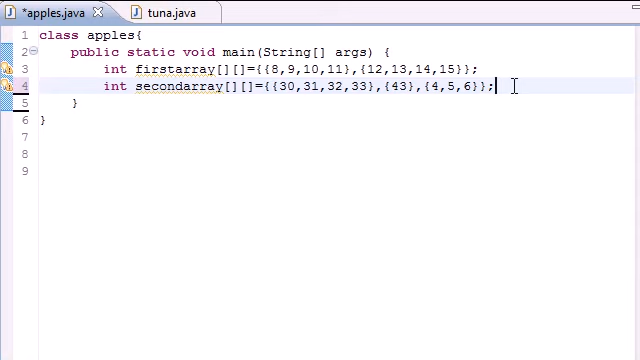 *apples.java tuna.java
1 class apples{
2 public static void main(String[] args) {
3 int firstarray[][]={{8,9,10,11},{12,13,14,15}};
4 int secondarray[][]={{30,31,32,33},{43},{4,5,6}};
5 }
6 }
7
8
9